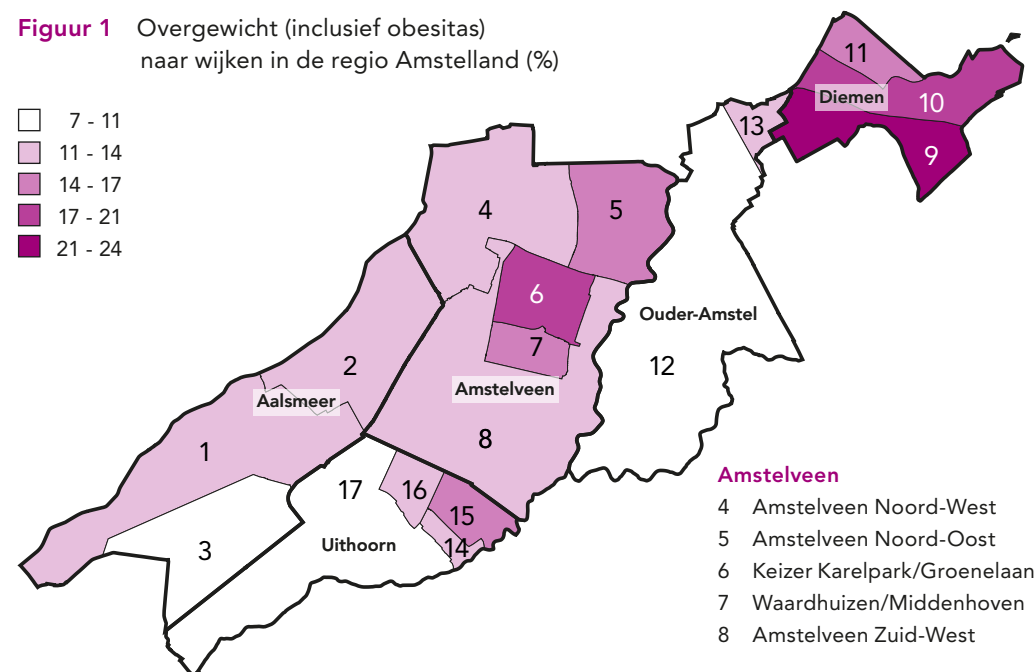 Figuur 1 Overgewicht (inclusief obesitas)
naar wijken in de regio Amstelland (%)
7 - 11
11 - 14
14 - 17
17 - 21
21 - 24
11
Diemen
10
13
9
4
5
6
Ouder-Amstel
7
12
2
Aalsmeer
Amstelveen
1
8
17
16
15
3
Uithoorn
14
Amstelveen
4 Amstelveen Noord-West
5 Amstelveen Noord-Oost
6 Keizer Karelpark/Groenelaan
7 Waardhuizen/Middenhoven
8 Amstelveen Zuid-West